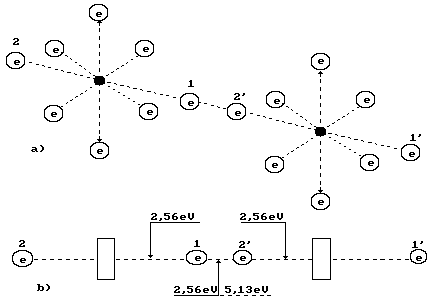 e
2 e e e
e
1
e 2'
e e e e
e 1'
a) e e
e e
e
2,56eV 2,56eV
2 1 2' 1'
e e e e
b) 2,56eV 5,13eV